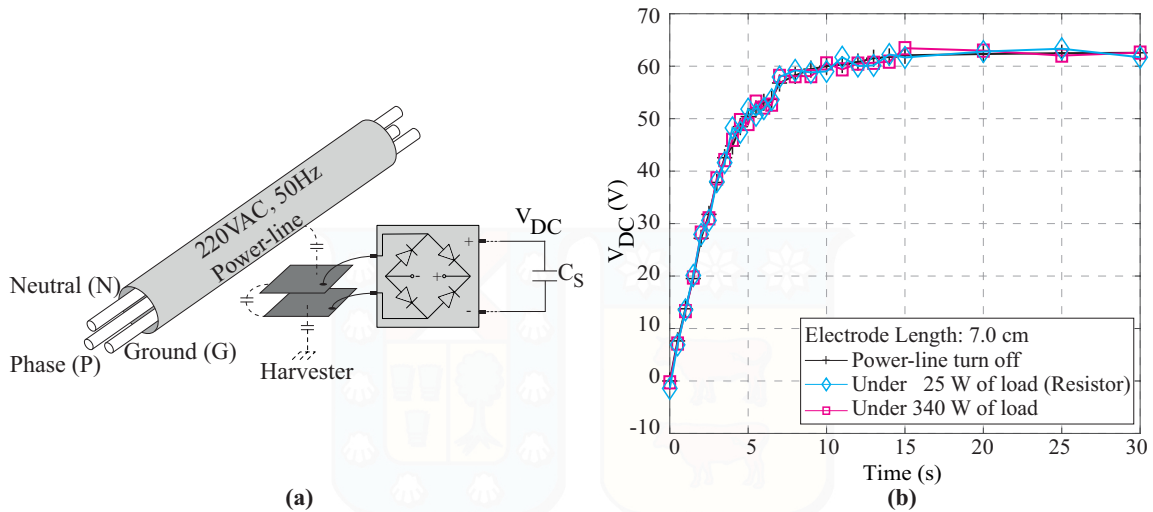 220VAC, 50Hz
Power-line
Neutral (N)
Phase (P)
Ground (G)
Harvester
V_DC
+
-
- +
C_S
(a)
V_DC (V)
70
60
50
40
30
20
10
0
-10
0 5 10 15 20 25 30
Time (s)
Electrode Length: 7.0 cm
Power-line turn off
Under 25 W of load (Resistor)
Under 340 W of load
(b)